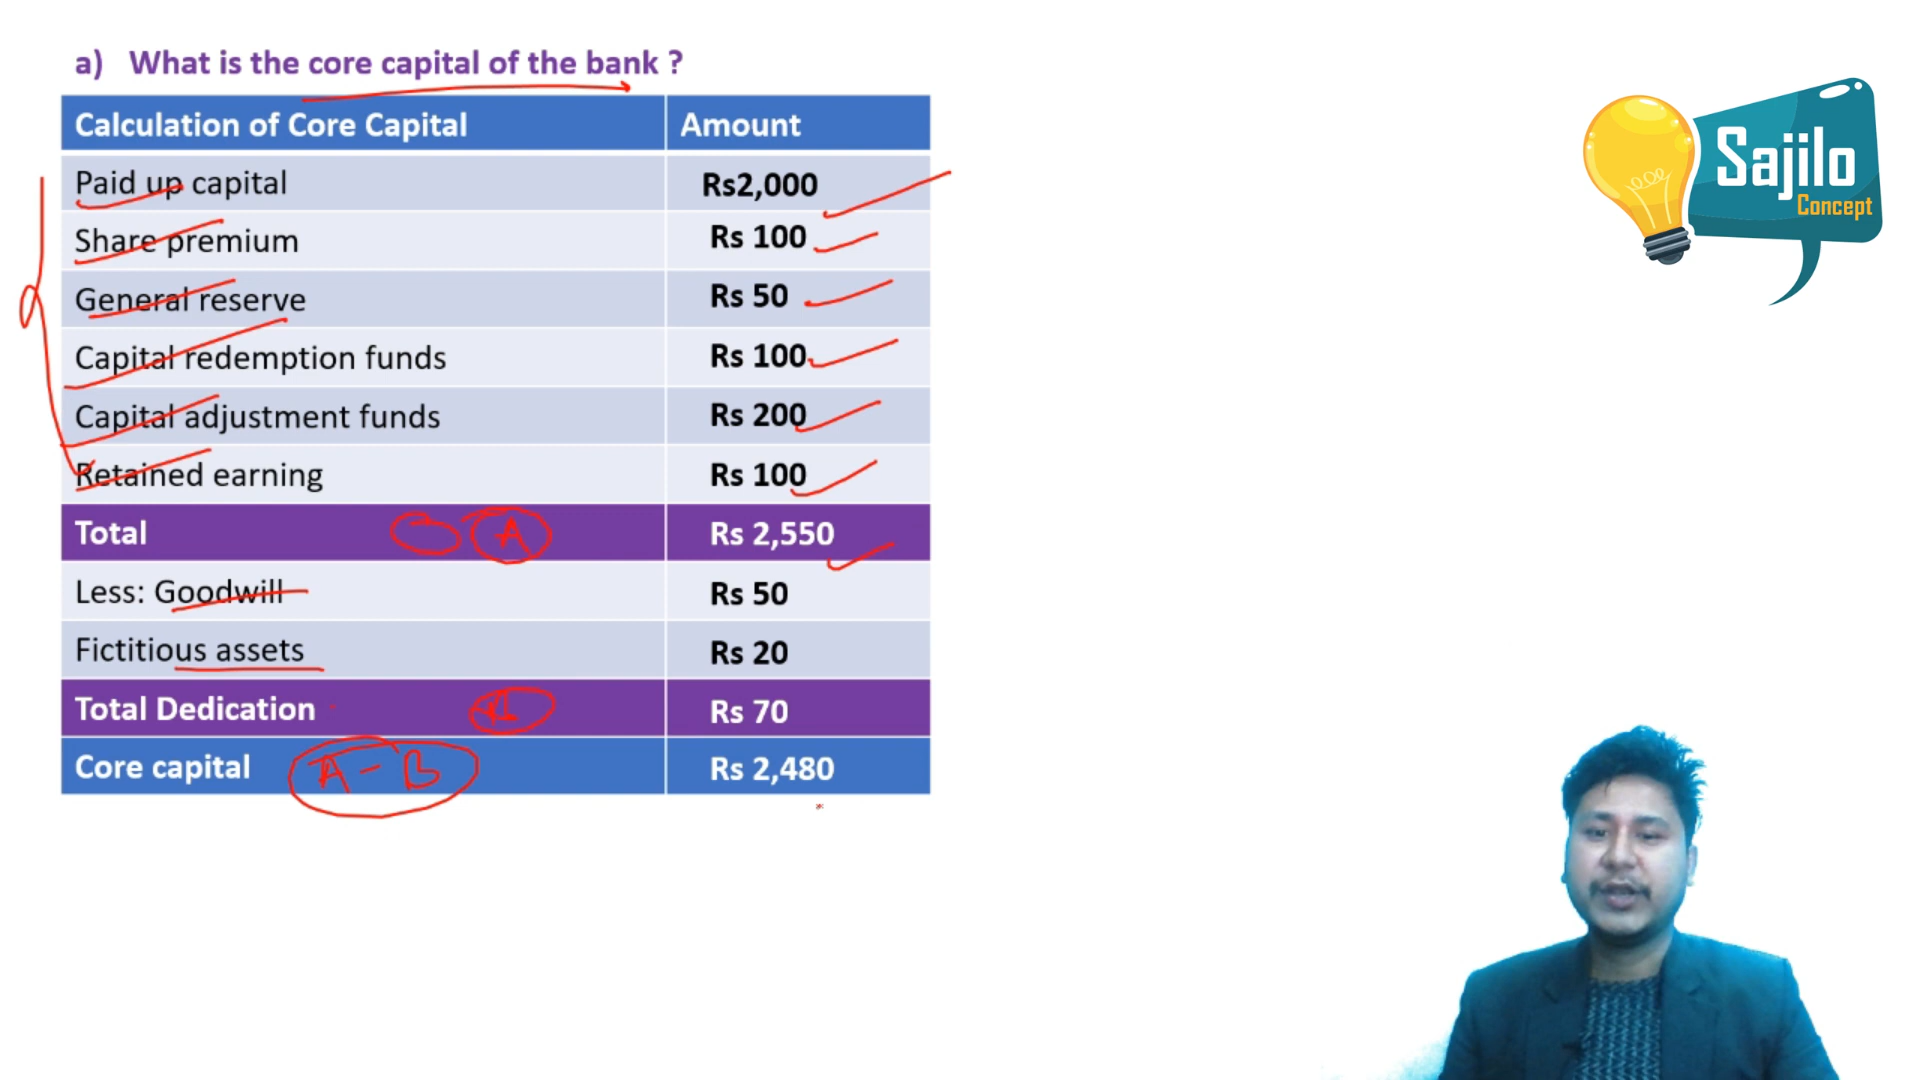 a) What is the core capital of the bank ?
Calculation of Core Capital Amount
Paid up capital Rs2,000
Share premium Rs 100
General reserve Rs 50
Capital redemption funds Rs 100
Capital adjustment funds Rs 200
Retained earning Rs 100
Total A Rs 2,550
Less: Goodwill Rs 50
Fictitious assets Rs 20
Total Dedication Rs 70
Core capital A - B Rs 2,480
Sajilo
Concept